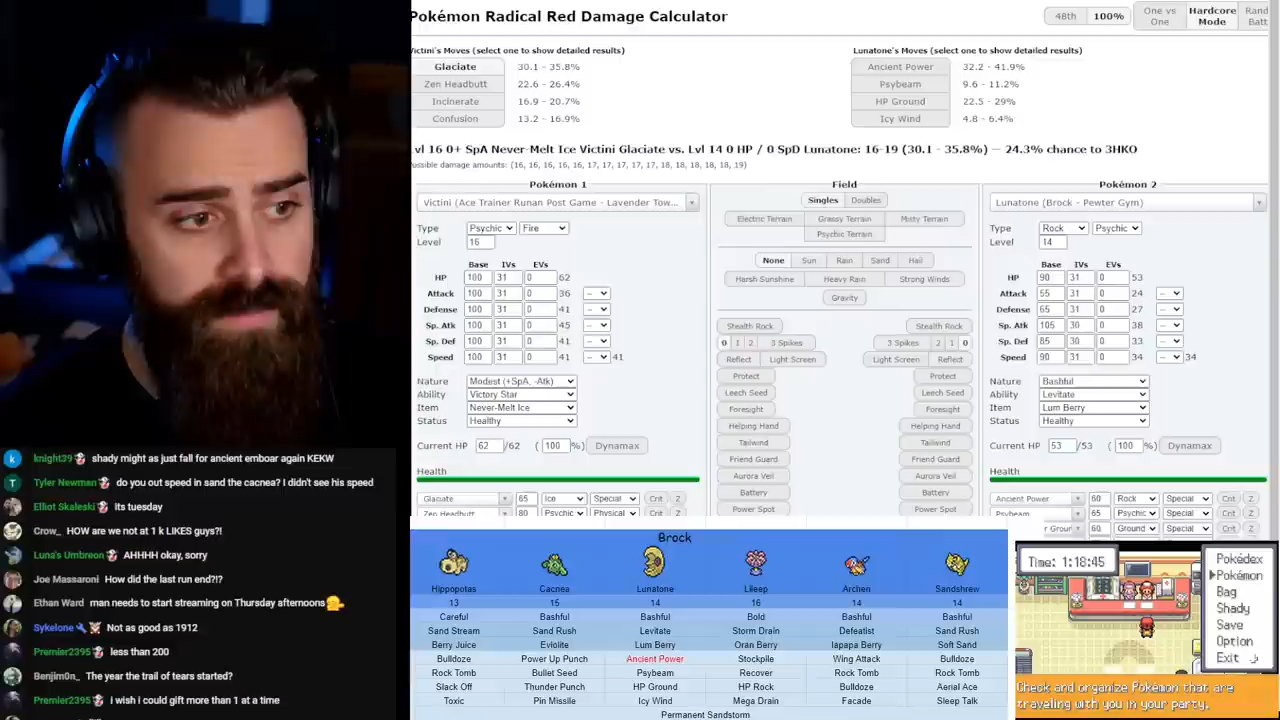 Pokémon Radical Red Damage Calculator
48th 100% One vs One Hardcore Mode Rand Batt
Victini's Moves (select one to show detailed results)
Glaciate 30.1 - 35.8%
Zen Headbutt 22.6 - 26.4%
Incinerate 16.9 - 20.7%
Confusion 13.2 - 16.9%
Lunatone's Moves (select one to show detailed results)
Ancient Power 32.2 - 41.9%
Psybeam 9.6 - 11.2%
HP Ground 22.5 - 29%
Icy Wind 4.8 - 6.4%
Lvl 16 0+ SpA Never-Melt Ice Victini Glaciate vs. Lvl 14 0 HP / 0 SpD Lunatone: 16-19 (30.1 - 35.8%) -- 24.3% chance to 3HKO
Possible damage amounts: (16, 16, 16, 16, 16, 17, 17, 17, 17, 17, 18, 18, 18, 18, 18, 19)
Pokémon 1
Victini (Ace Trainer Runan Post Game - Lavender Tow...
Type Psychic Fire
Level 16
Base IVs EVs
HP 100 31 0 62
Attack 100 31 0 36 --
Defense 100 31 0 41 --
Sp. Atk 100 31 0 45 --
Sp. Def 100 31 0 41 --
Speed 100 31 0 41 -- 41
Nature Modest (+SpA, -Atk)
Ability Victory Star
Item Never-Melt Ice
Status Healthy
Current HP 62 /62 ( 100 %) Dynamax
Health
Glaciate 65 Ice Special Crit Z
Zen Headbutt 80 Psychic Physical Crit Z
Field
Singles Doubles
Electric Terrain Grassy Terrain Misty Terrain
Psychic Terrain
None Sun Rain Sand Hail
Harsh Sunshine Heavy Rain Strong Winds
Gravity
Stealth Rock Stealth Rock
0 1 2 3 Spikes 3 Spikes 2 1 0
Reflect Light Screen Light Screen Reflect
Protect Protect
Leech Seed Leech Seed
Foresight Foresight
Helping Hand Helping Hand
Tailwind Tailwind
Friend Guard Friend Guard
Aurora Veil Aurora Veil
Battery Battery
Power Spot Power Spot
Pokémon 2
Lunatone (Brock - Pewter Gym)
Type Rock Psychic
Level 14
Base IVs EVs
HP 90 31 0 53
Attack 55 31 0 24 --
Defense 65 31 0 27 --
Sp. Atk 105 30 0 38 --
Sp. Def 85 30 0 33 --
Speed 90 31 0 34 -- 34
Nature Bashful
Ability Levitate
Item Lum Berry
Status Healthy
Current HP 53 /53 ( 100 %) Dynamax
Health
Ancient Power 60 Rock Special Crit Z
Psybeam 65 Psychic Special Crit Z
Ground 60 Ground Special Crit Z
knight39 shady might as just fall for ancient emboar again KEKW
Tyler Newman do you out speed in sand the cacnea? I didn't see his speed
Elliot Skaleski its tuesday
Crow_ HOW are we not at 1 k LIKES guys?!
Luna's Umbreon AHHHH okay, sorry
Joe Massaroni How did the last run end?!?
Ethan Ward man needs to start streaming on Thursday afternoons
Sykelone Not as good as 1912
Premier2395 less than 200
Benjim0n_ The year the trail of tears started?
Premier2395 I wish i could gift more than 1 at a time
Brock
Hippopotas Cacnea Lunatone Lileep Archen Sandshrew
13 15 14 16 14 14
Careful Bashful Bashful Bold Bashful Bashful
Sand Stream Sand Rush Levitate Storm Drain Defeatist Sand Rush
Berry Juice Eviolite Lum Berry Oran Berry Iapapa Berry Soft Sand
Bulldoze Power Up Punch Ancient Power Stockpile Wing Attack Bulldoze
Rock Tomb Bullet Seed Psybeam Recover Rock Tomb Rock Tomb
Slack Off Thunder Punch HP Ground HP Rock Bulldoze Aerial Ace
Toxic Pin Missile Icy Wind Mega Drain Facade Sleep Talk
Permanent Sandstorm
Time: 1:18:45
Pokédex
Pokémon
Bag
Shady
Save
Option
Exit
Check and organize Pokémon that are
traveling with you in your party.